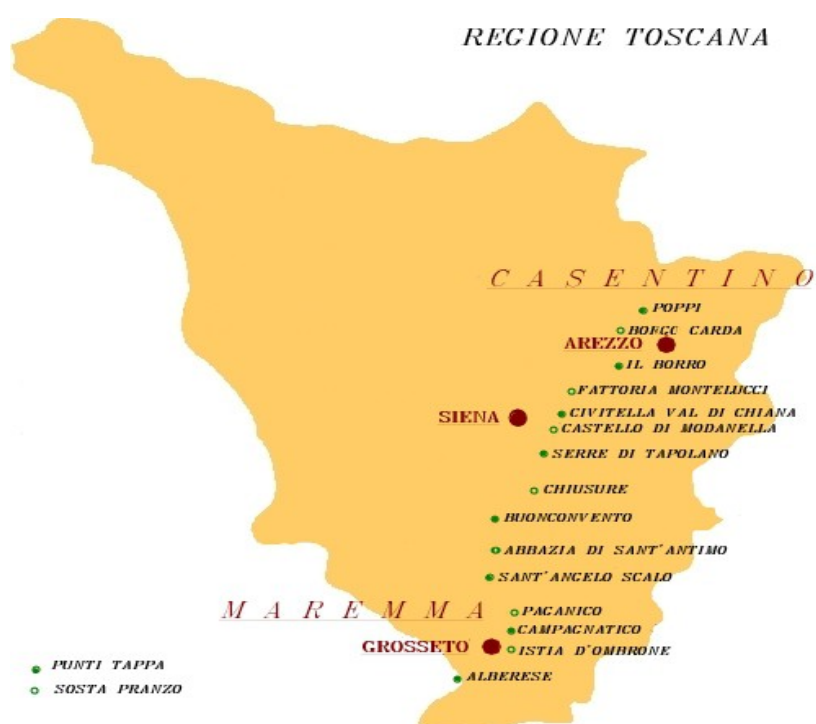 REGIONE TOSCANA
CASENTINO
POPPI
BORGO CARDA
AREZZO
IL BORRO
FATTORIA MONTELUCCI
CIVITELLA VAL DI CHIANA
SIENA
CASTELLO DI MODANELLA
SERRE DI TAPOLANO
CHIUSURE
BUONCONVENTO
ABBAZIA DI SANT'ANTIMO
SANT'ANGELO SCALO
MAREMMA
PAGANICO
CAMPAGNATICO
GROSSETO
ISTIA D'OMBRONE
ALBERESE
PUNTI TAPPA
SOSTA PRANZO